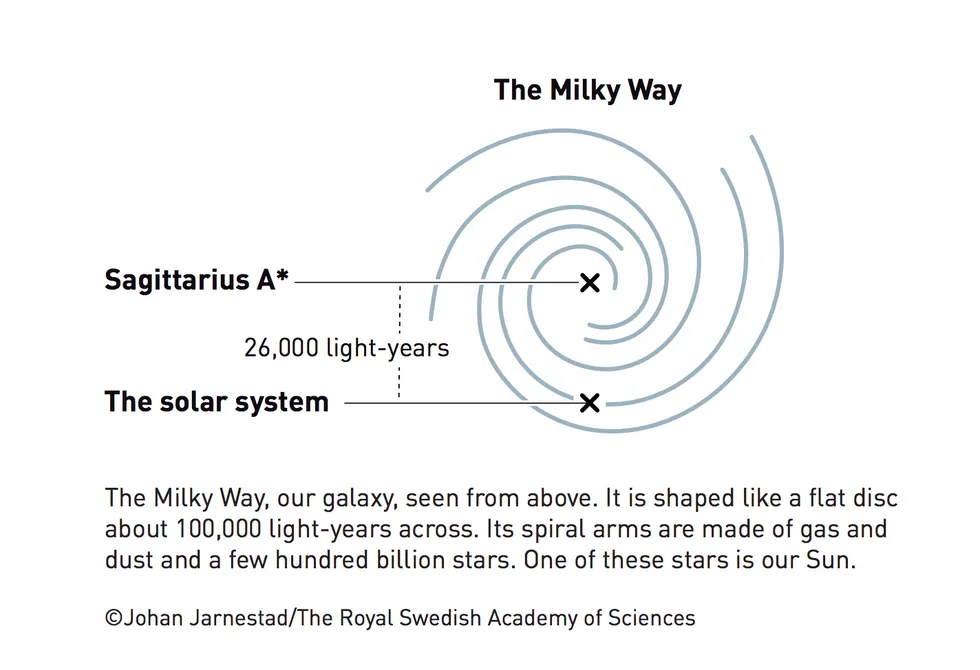 The Milky Way
Sagittarius A*
26,000 light-years
The solar system
The Milky Way, our galaxy, seen from above. It is shaped like a flat disc
about 100,000 light-years across. Its spiral arms are made of gas and
dust and a few hundred billion stars. One of these stars is our Sun.
©Johan Jarnestad/The Royal Swedish Academy of Sciences